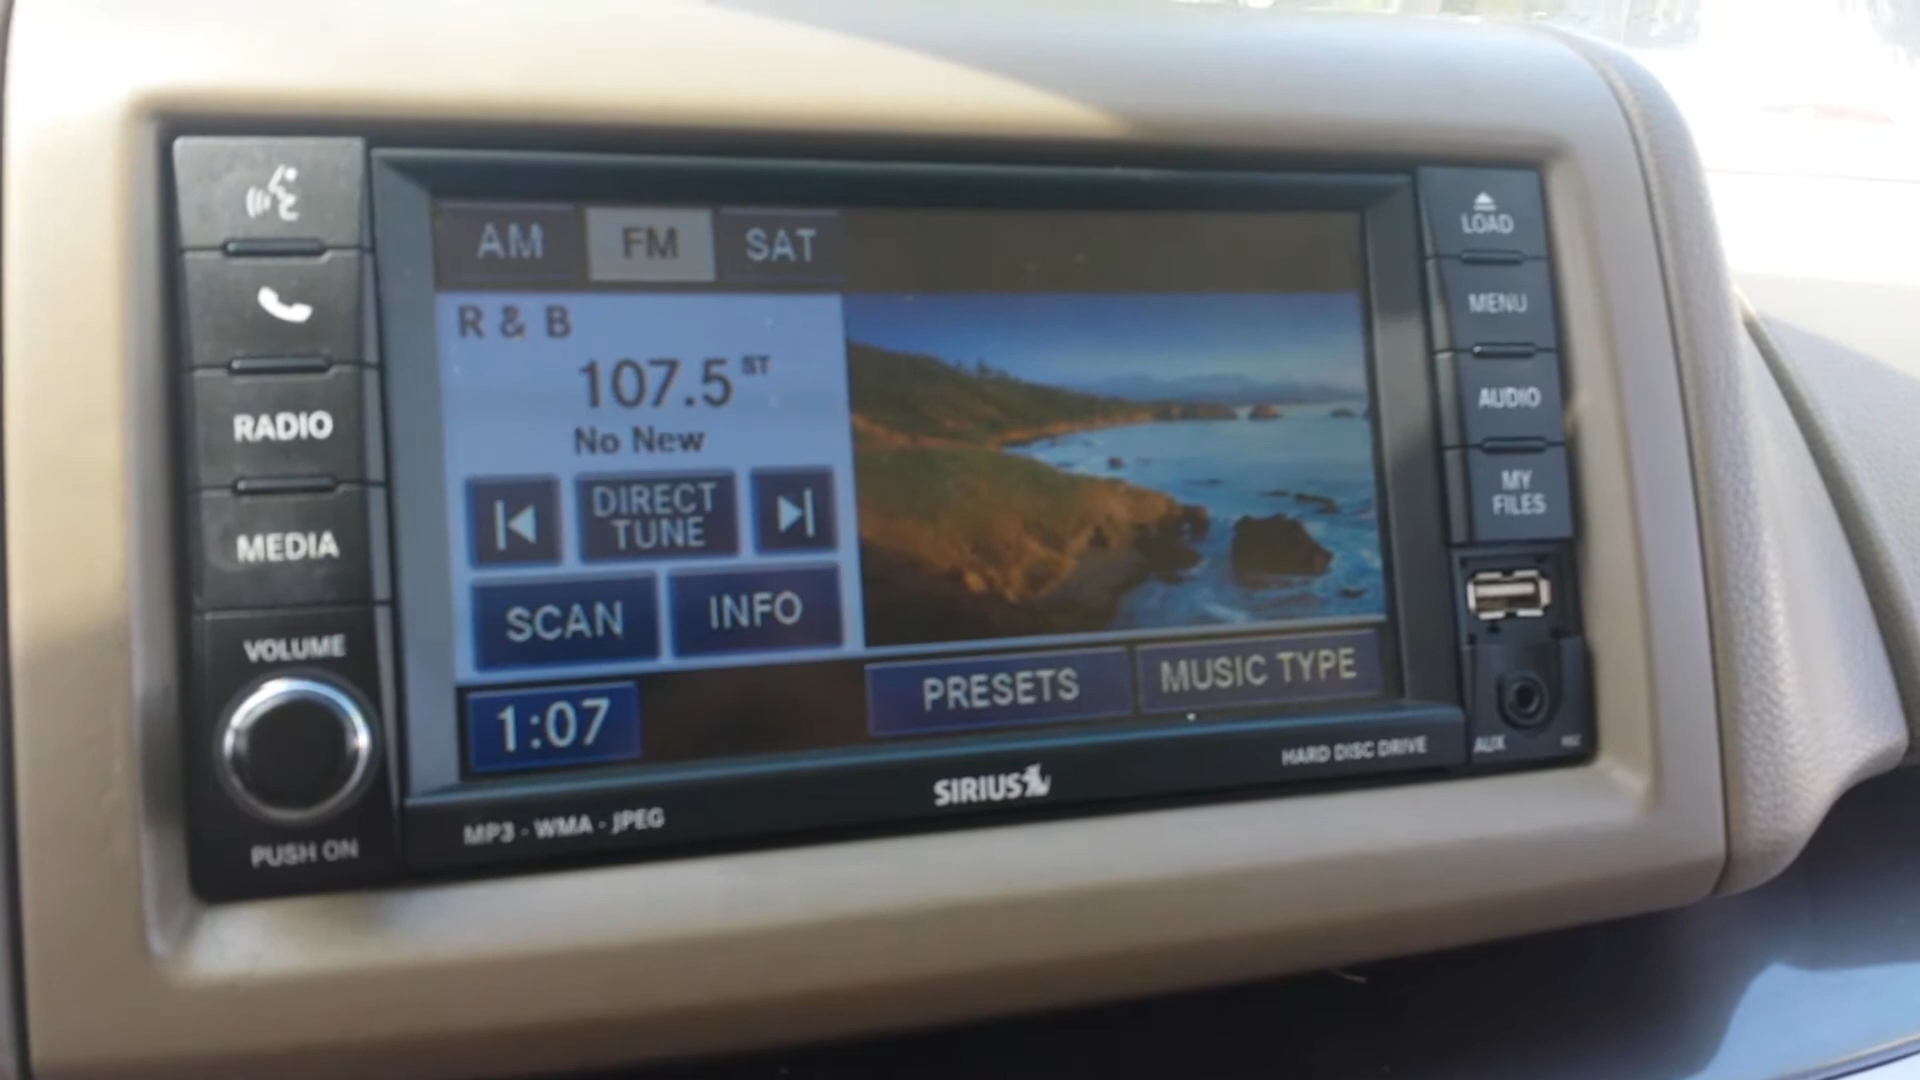 AM FM SAT
R & B
107.5 ST
No New
DIRECT
TUNE
SCAN INFO
1:07 PRESETS MUSIC TYPE
RADIO
MEDIA
VOLUME
PUSH ON
LOAD
MENU
AUDIO
MY
FILES
AUX
MP3 - WMA - JPEG
SIRIUS
HARD DISC DRIVE